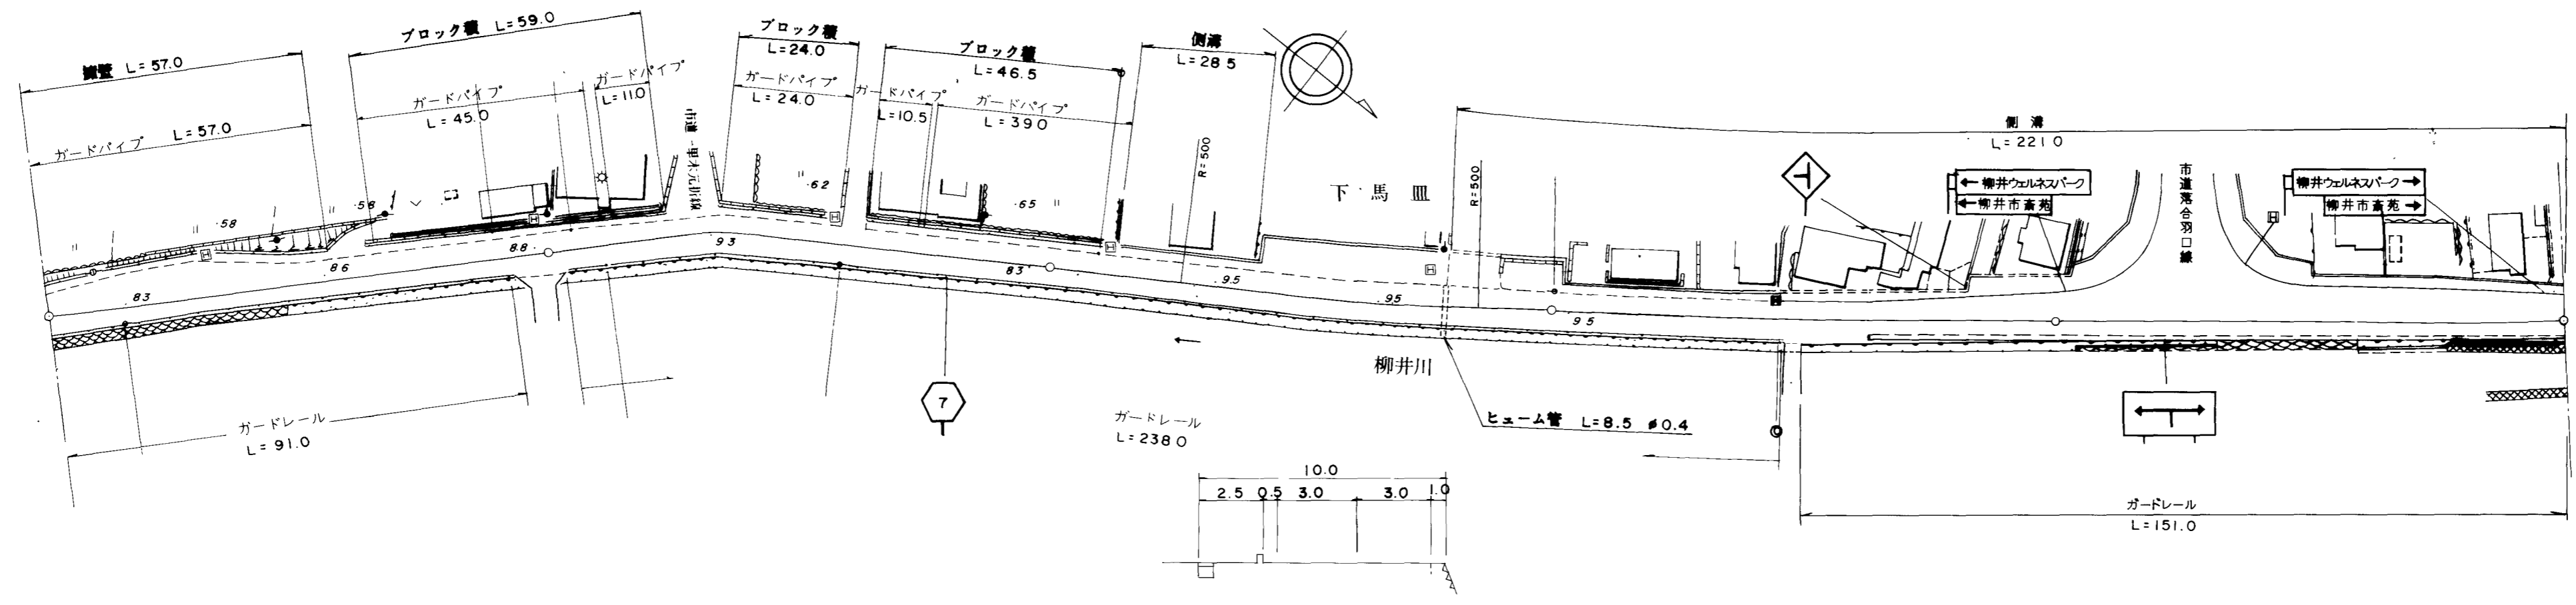 擁壁 L=57.0
ガードパイプ L=57.0
ブロック積 L=59.0
ガードパイプ
L=45.0
ガードパイプ
L=11.0
ブロック積
L=24.0
ガードパイプ
L=24.0
ブロック積
L=46.5
ガードパイプ
L=10.5
ガードパイプ
L=39.0
側溝
L=28.5
R=500
下馬皿
R=500
側溝
L=221.0
← 柳井ウェルネスパーク
← 柳井市斎苑
市道落合羽口線
柳井ウェルネスパーク →
柳井市斎苑 →
.58
.58
.62
.65
H
H
H
H
H
H
H
83
86
88
93
83
.95
.95
95
柳井川
7
ガードレール
L=91.0
ガードレール
L=238.0
ヒューム管 L=8.5 ø0.4
ガードレール
L=151.0
10.0
2.5 0.5 3.0 3.0 1.0